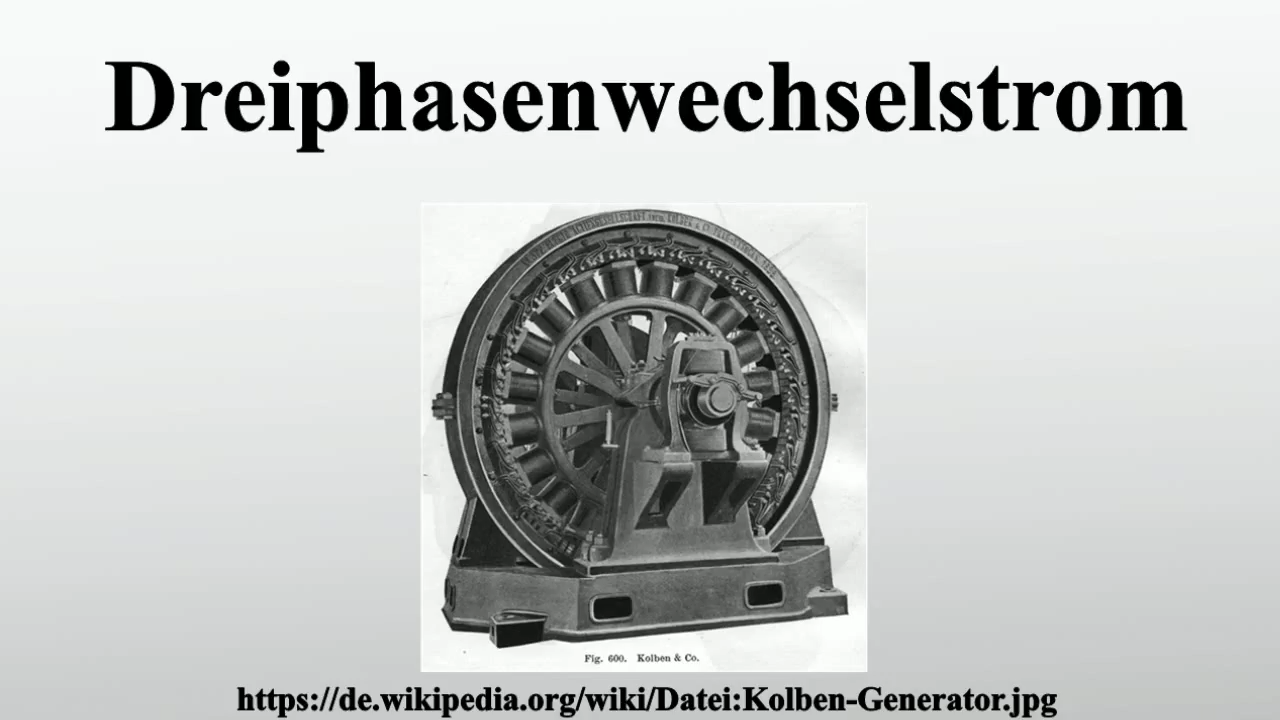 Dreiphasenwechselstrom
Fig. 600. Kolben & Co.
https://de.wikipedia.org/wiki/Datei:Kolben-Generator.jpg